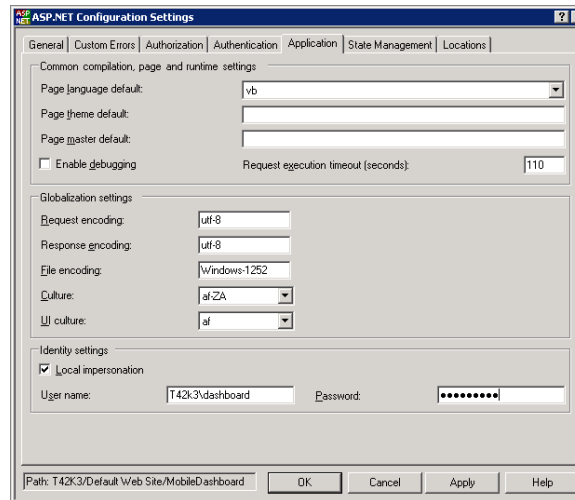 ASP.NET Configuration Settings
General Custom Errors Authorization Authentication Application State Management Locations
Common compilation, page and runtime settings
Page language default: vb
Page theme default:
Page master default:
Enable debugging Request execution timeout (seconds): 110
Globalization settings
Request encoding: utf-8
Response encoding: utf-8
File encoding: Windows-1252
Culture: af-ZA
UI culture: af
Identity settings
Local impersonation
User name: T42k3\dashboard Password: •••••••••
Path: T42K3/Default Web Site/MobileDashboard OK Cancel Apply Help